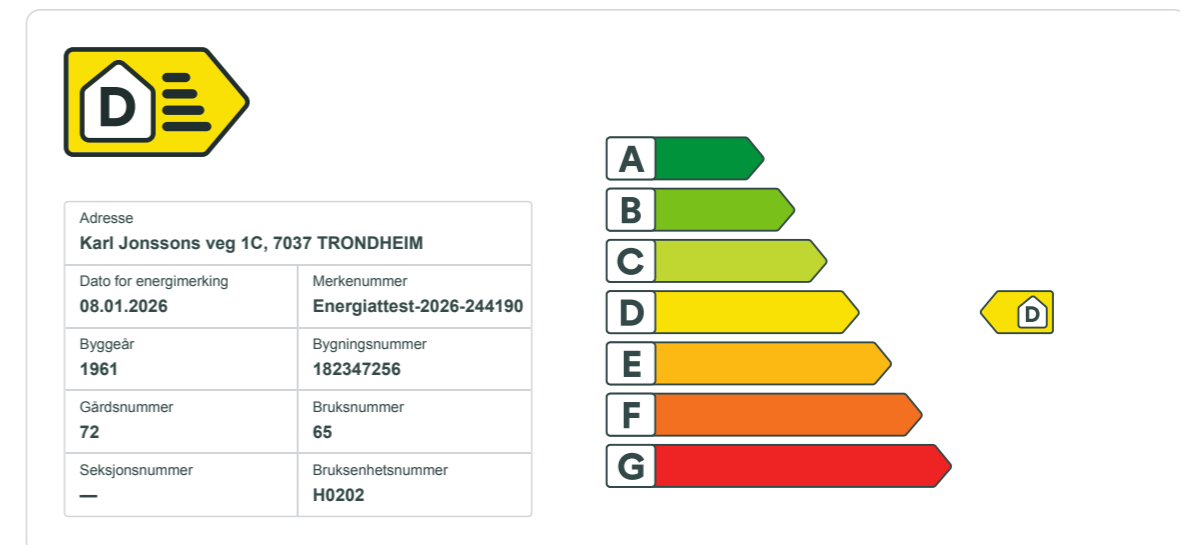 D
Adresse
Karl Jonssons veg 1C, 7037 TRONDHEIM
Dato for energimerking
08.01.2026
Merkenummer
Energiattest-2026-244190
Byggeår
1961
Bygningsnummer
182347256
Gårdsnummer
72
Bruksnummer
65
Seksjonsnummer
—
Bruksenhetsnummer
H0202
A
B
C
D
D
E
F
G